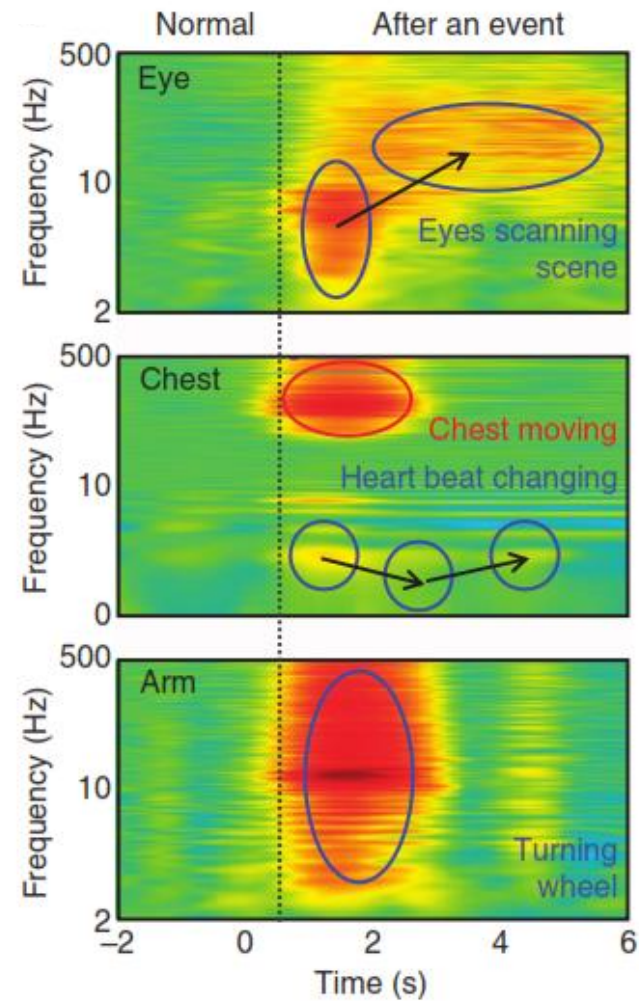 Normal After an event
500
Eye
Frequency (Hz)
10
Eyes scanning
scene
2
500
Chest
Chest moving
Frequency (Hz)
10
Heart beat changing
0
500
Arm
Frequency (Hz)
10
Turning
wheel
2
–2 0 2 4 6
Time (s)